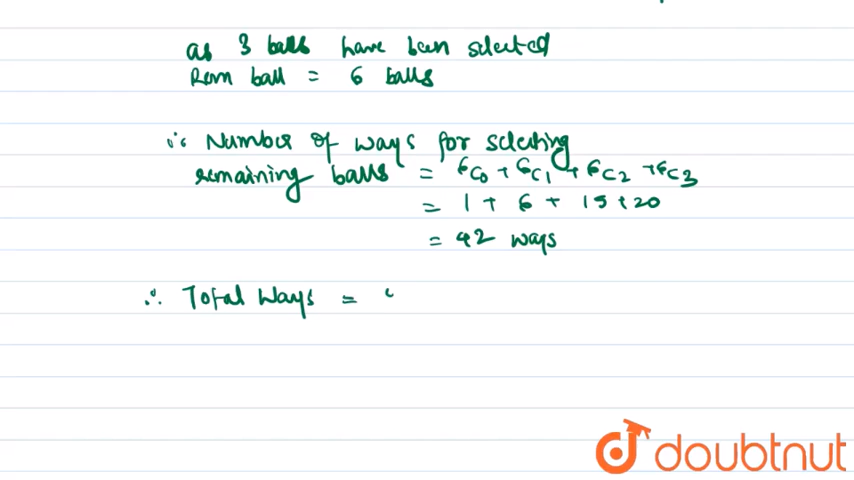 as 3 balls have been selected
Rem ball = 6 balls
∴ Number of ways for selecting
remaining balls = 6C0 + 6C1 + 6C2 + 6C3
= 1 + 6 + 15 + 20
= 42 ways
∴ Total Ways =
doubtnut